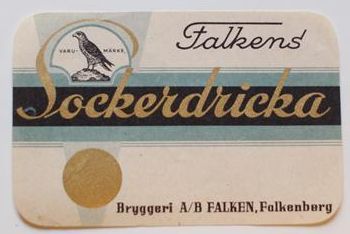 VARU- MÄRKE
Falkens
Sockerdricka
Bryggeri A/B FALKEN, Falkenberg